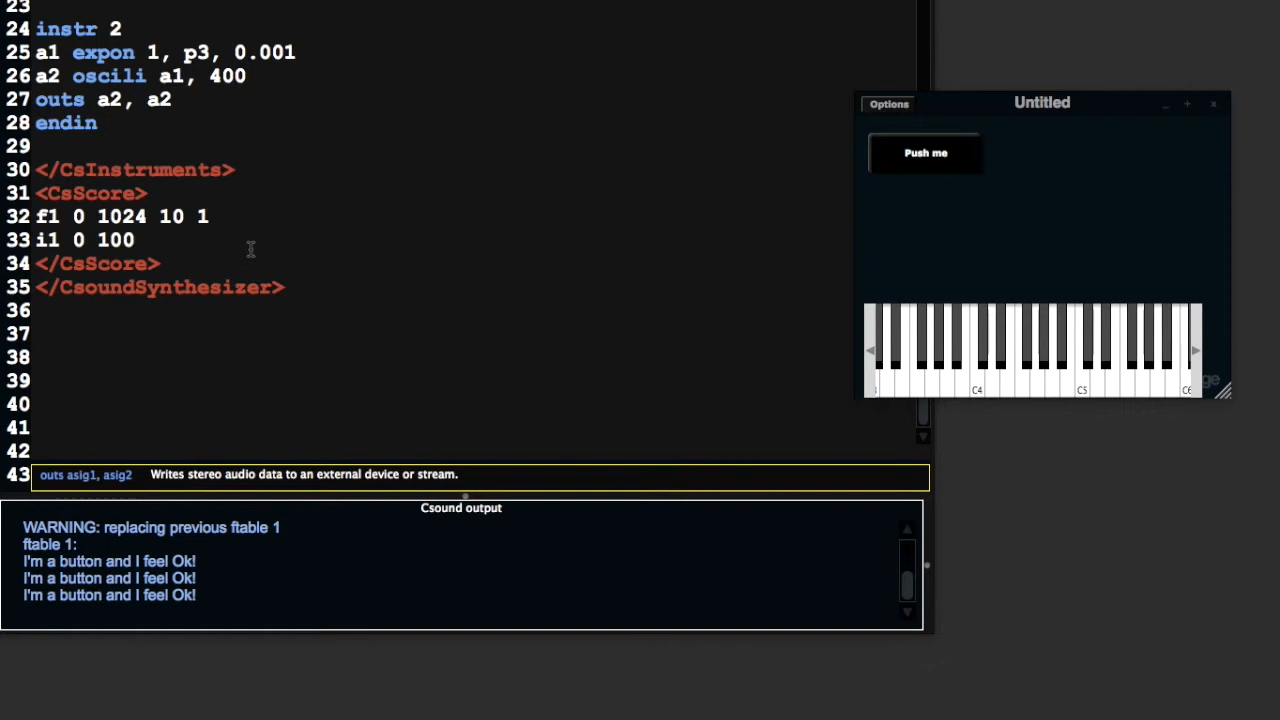 23
24 instr 2
25 a1 expon 1, p3, 0.001
26 a2 oscili a1, 400
27 outs a2, a2
28 endin
29
30 </CsInstruments>
31 <CsScore>
32 f1 0 1024 10 1
33 i1 0 100
34 </CsScore>
35 </CsoundSynthesizer>
36
37
38
39
40
41
42
43
outs asig1, asig2 Writes stereo audio data to an external device or stream.
Csound output
WARNING: replacing previous ftable 1
ftable 1:
I'm a button and I feel Ok!
I'm a button and I feel Ok!
I'm a button and I feel Ok!
Options Untitled
Push me
C4 C5 C6